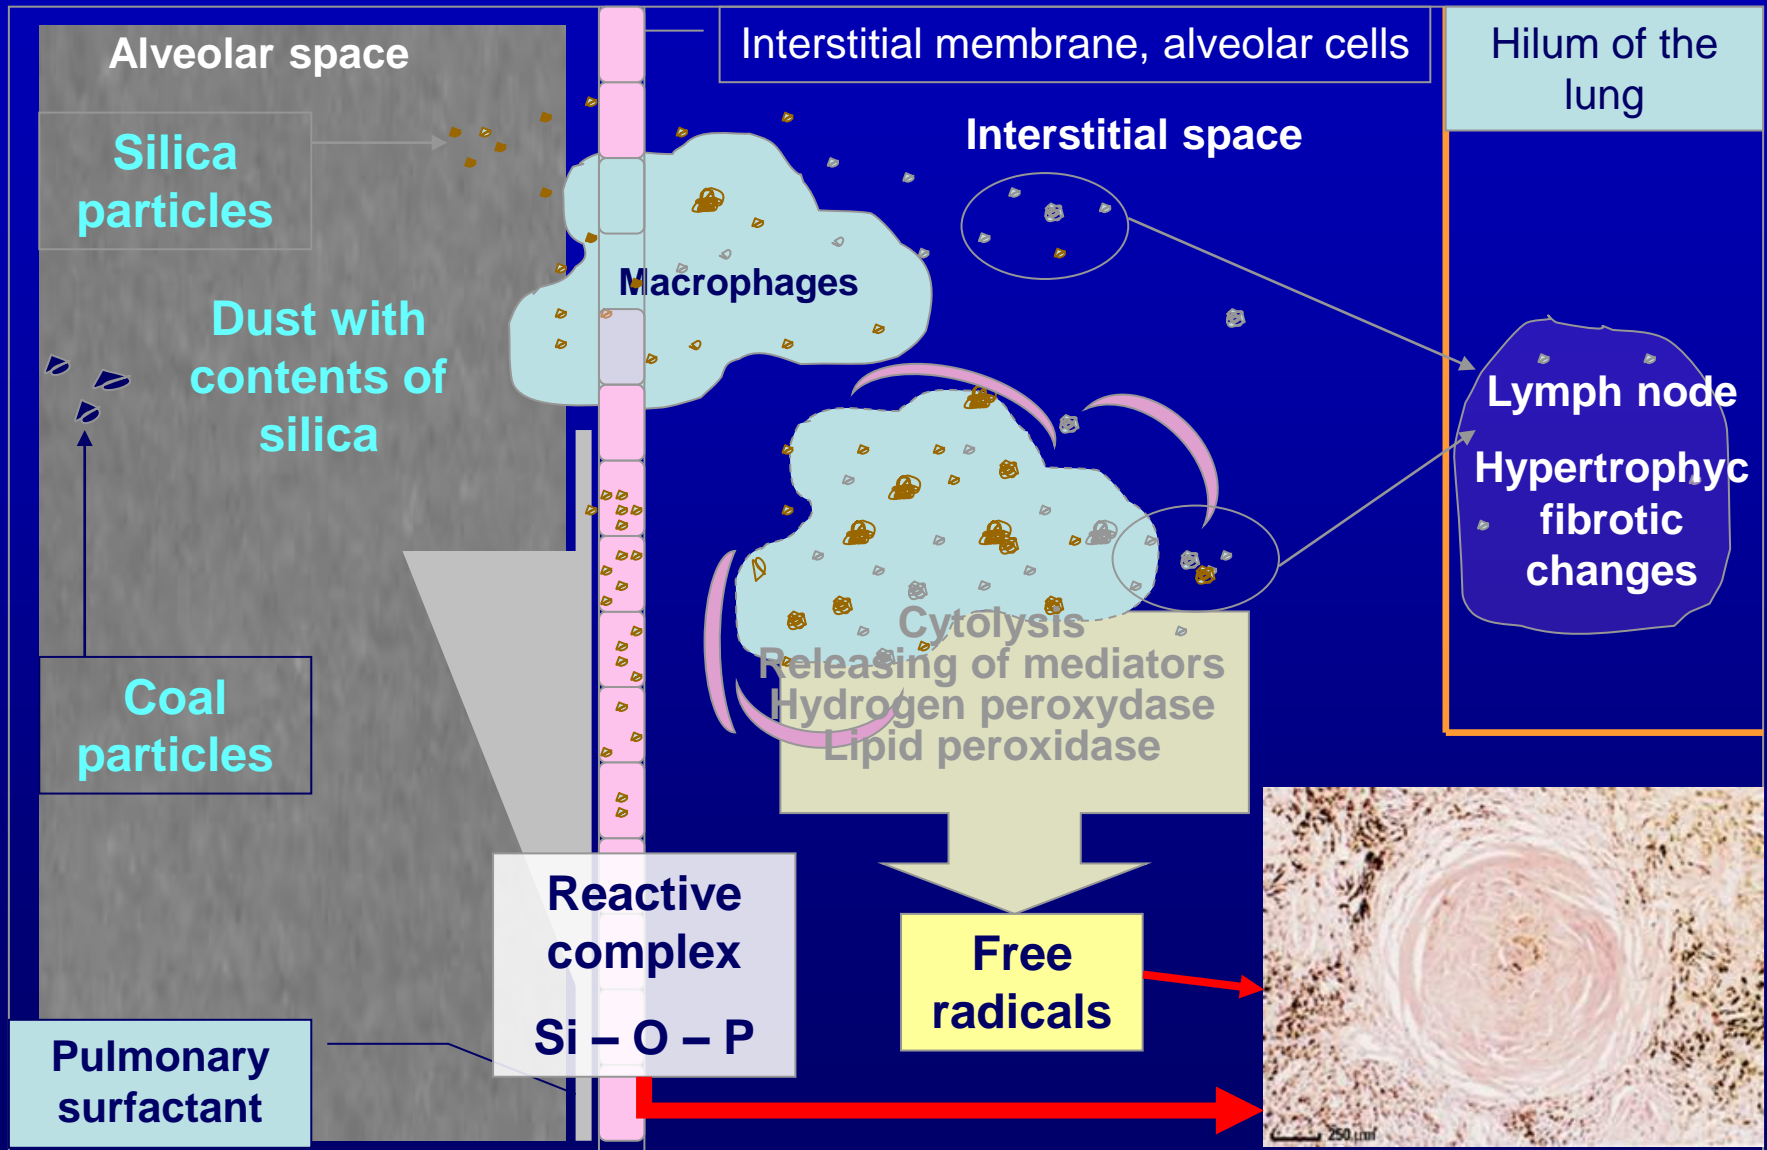 Alveolar space
Interstitial membrane, alveolar cells
Hilum of the
lung
Silica
particles
Interstitial space
Macrophages
Dust with
contents of
silica
Lymph node
Hypertrophyc
fibrotic
changes
Cytolysis
Releasing of mediators
Hydrogen peroxydase
Lipid peroxidase
Coal
particles
Reactive
complex
Si – O – P
Free
radicals
Pulmonary
surfactant
250 µm